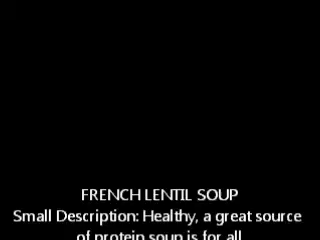 FRENCH LENTIL SOUP
Small Description: Healthy, a great source
of protein soup is for all